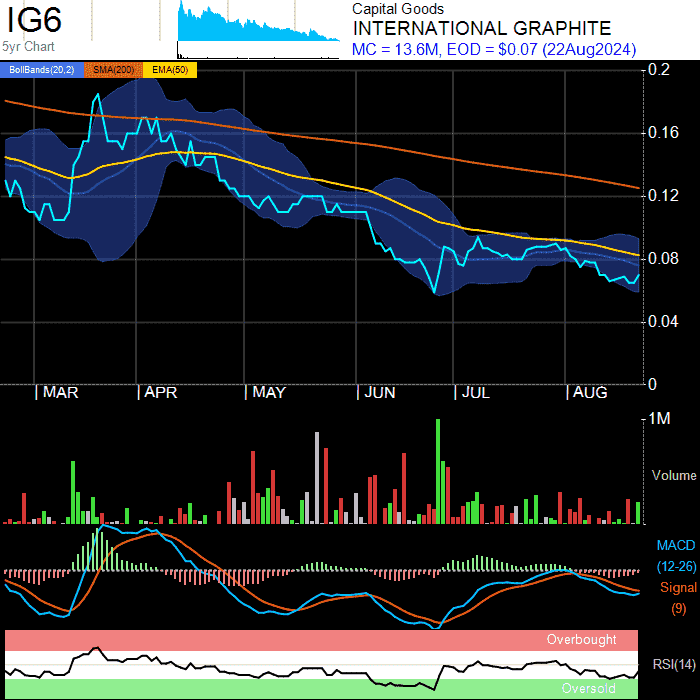 IG6
5yr Chart
Capital Goods
INTERNATIONAL GRAPHITE
MC = 13.6M, EOD = $0.07 (22Aug2024)
BollBands(20,2) SMA(200) EMA(50)
0.2
0.16
0.12
0.08
0.04
0
MAR APR MAY JUN JUL AUG
1M
Volume
MACD
(12-26)
Signal
(9)
Overbought
RSI(14)
Oversold